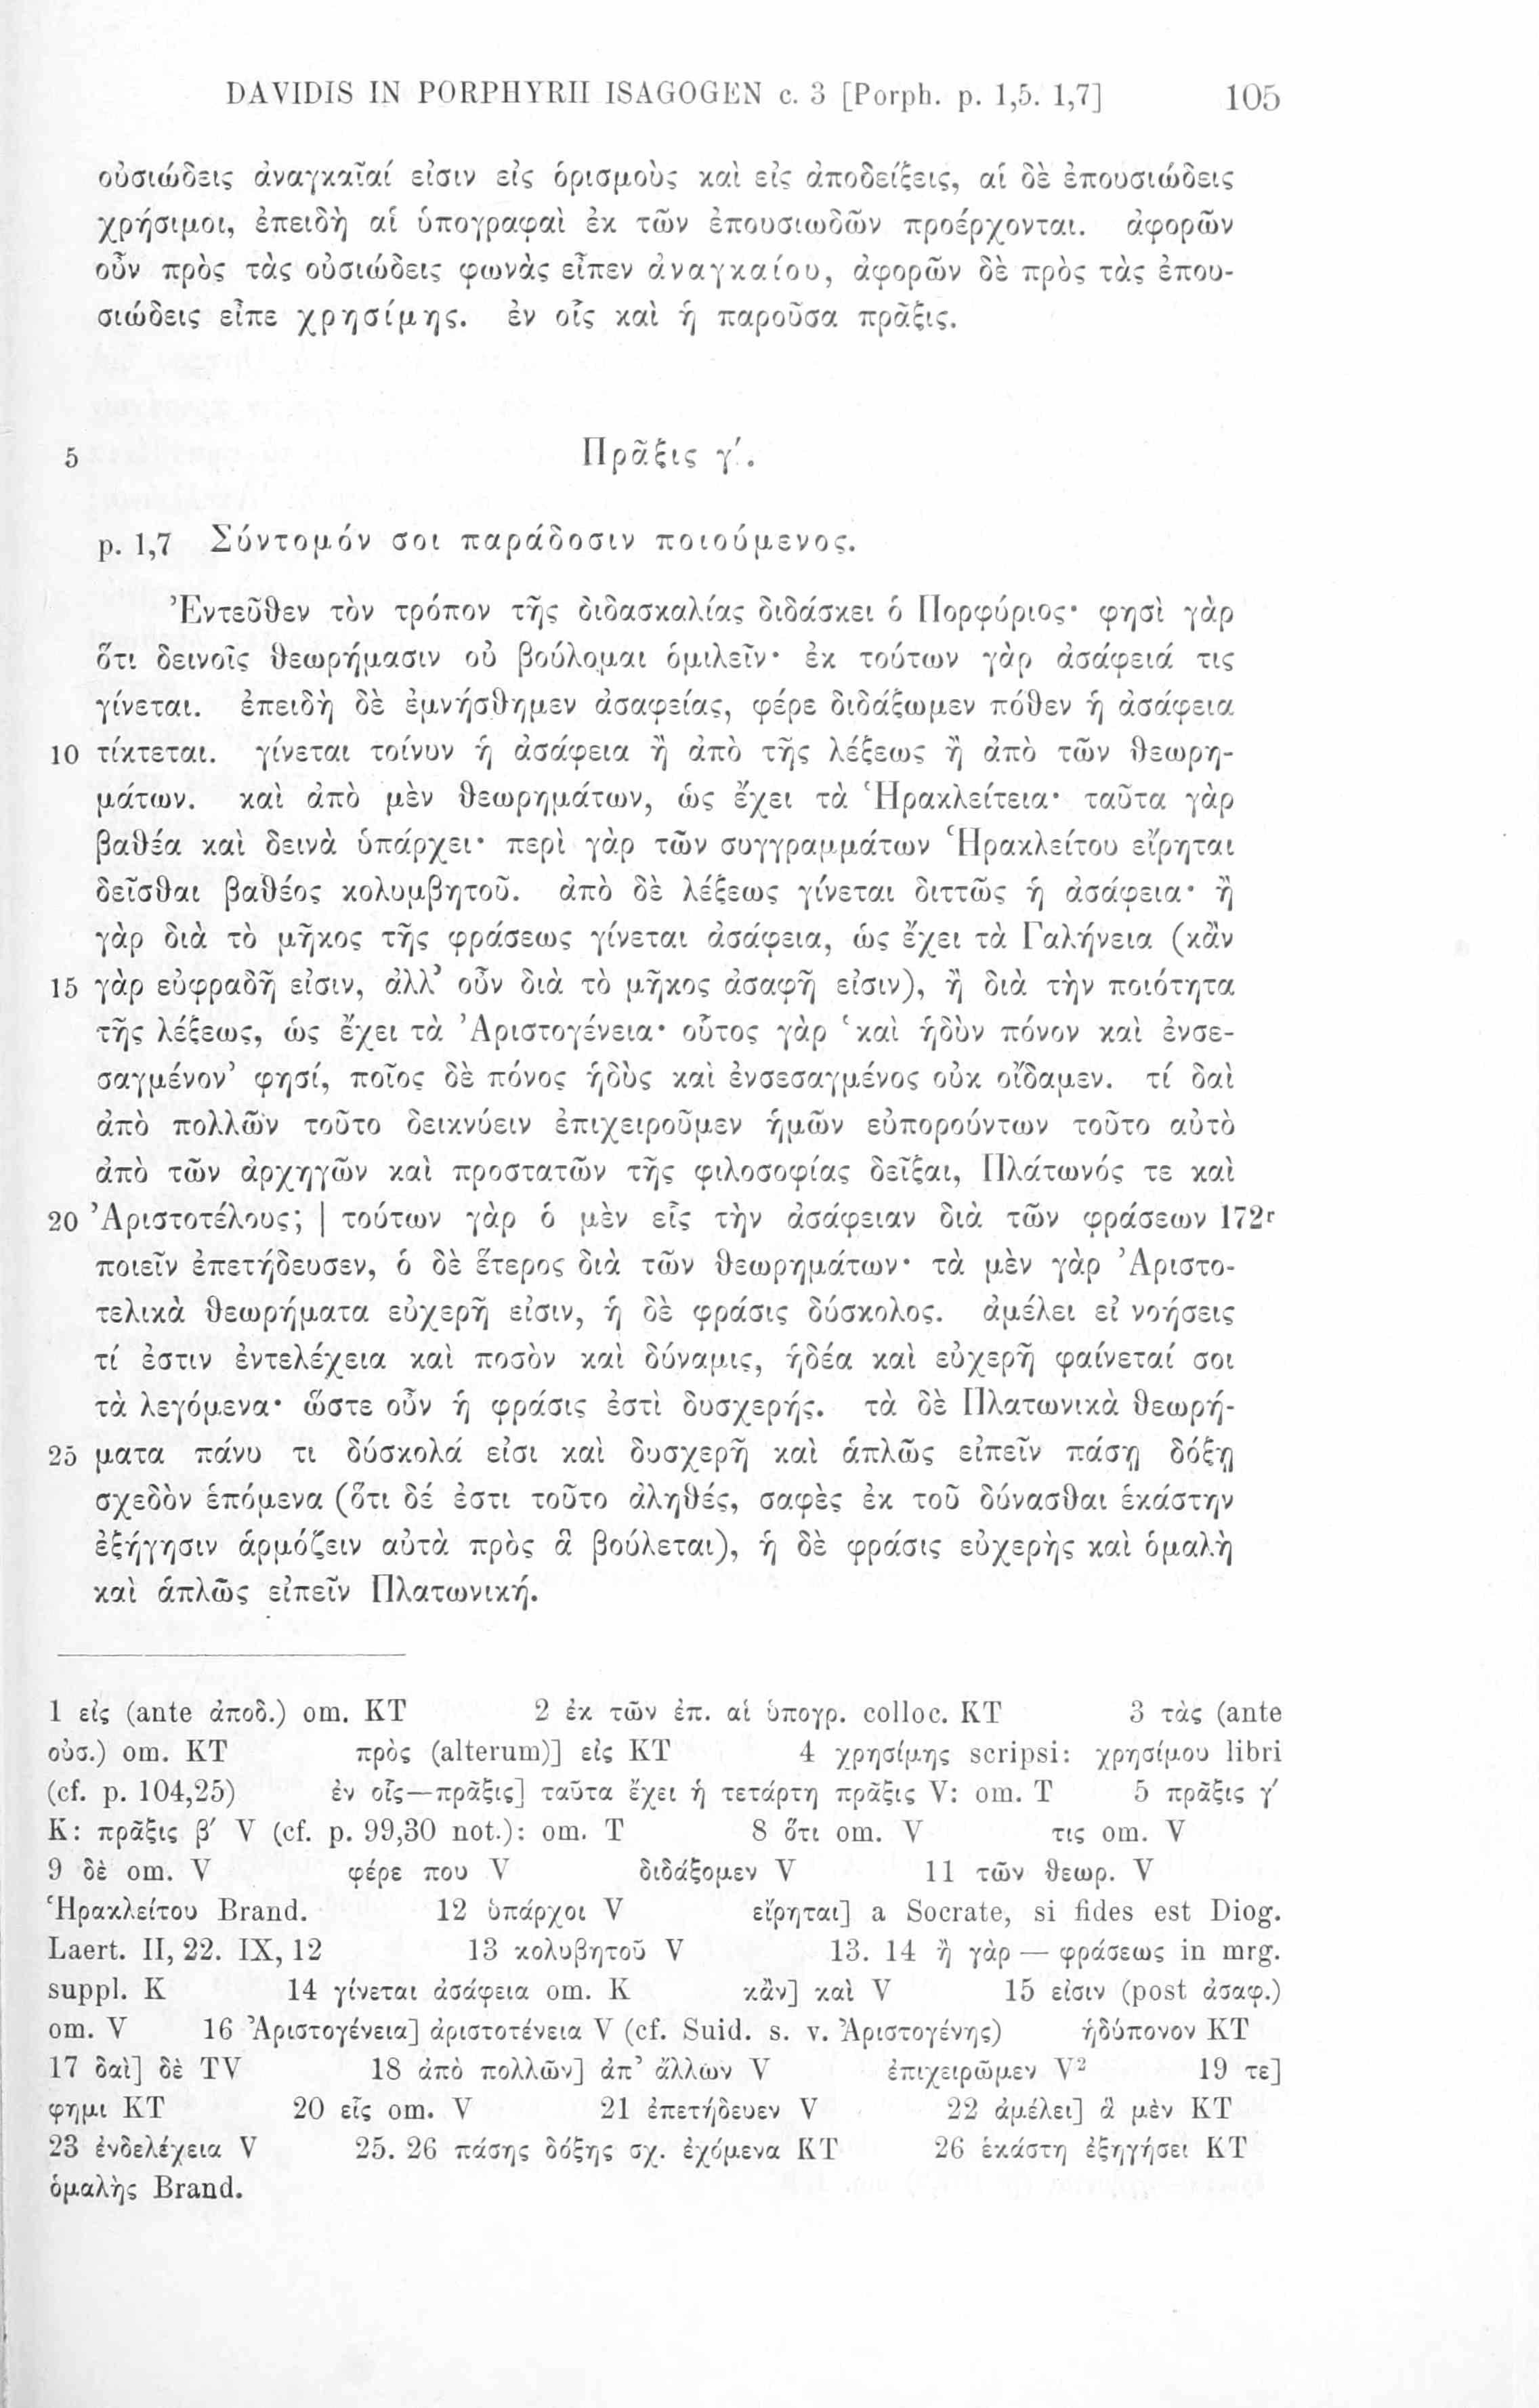 DAVIDIS IN PORPHYRII ISAGOGEN c. 3 [Porph. p. 1,5. 1,7] 105
οὐσιώδεις ἀναγκαῖαί εἰσιν εἰς ὁρισμοὺς καὶ εἰς ἀποδείξεις, αἱ δὲ ἐπουσιώδεις
χρήσιμοι, ἐπειδὴ αἱ ὑπογραφαὶ ἐκ τῶν ἐπουσιωδῶν προέρχονται. ἀφορῶν
οὖν πρὸς τὰς οὐσιώδεις φωνὰς εἶπεν ἀναγκαίου, ἀφορῶν δὲ πρὸς τὰς ἐπου-
σιώδεις εἶπε χρησίμης. ἐν οἷς καὶ ἡ παροῦσα πρᾶξις.
5 Πρᾶξις γ΄.
p. 1,7 Σύντομόν σοι παράδοσιν ποιούμενος.
Ἐντεῦθεν τὸν τρόπον τῆς διδασκαλίας διδάσκει ὁ Πορφύριος· φησὶ γὰρ
ὅτι δεινοῖς θεωρήμασιν οὐ βούλομαι ὁμιλεῖν· ἐκ τούτων γὰρ ἀσάφειά τις
γίνεται. ἐπειδὴ δὲ ἐμνήσθημεν ἀσαφείας, φέρε διδάξωμεν πόθεν ἡ ἀσάφεια
10 τίκτεται. γίνεται τοίνυν ἡ ἀσάφεια ἢ ἀπὸ τῆς λέξεως ἢ ἀπὸ τῶν θεωρη-
μάτων. καὶ ἀπὸ μὲν θεωρημάτων, ὡς ἔχει τὰ Ἡρακλείτεια· ταῦτα γὰρ
βαθέα καὶ δεινὰ ὑπάρχει· περὶ γὰρ τῶν συγγραμμάτων Ἡρακλείτου εἴρηται
δεῖσθαι βαθέος κολυμβητοῦ. ἀπὸ δὲ λέξεως γίνεται διττῶς ἡ ἀσάφεια· ἢ
γὰρ διὰ τὸ μῆκος τῆς φράσεως γίνεται ἀσάφεια, ὡς ἔχει τὰ Γαλήνεια (κἂν
15 γὰρ εὐφραδῆ εἰσιν, ἀλλ’ οὖν διὰ τὸ μῆκος ἀσαφῆ εἰσιν), ἢ διὰ τὴν ποιότητα
τῆς λέξεως, ὡς ἔχει τὰ Ἀριστογένεια· οὗτος γὰρ ‘καὶ ἡδὺν πόνον καὶ ἐνσε-
σαγμένον’ φησί, ποῖος δὲ πόνος ἡδὺς καὶ ἐνσεσαγμένος οὐκ οἴδαμεν. τί δαὶ
ἀπὸ πολλῶν τοῦτο δεικνύειν ἐπιχειροῦμεν ἡμῶν εὐπορούντων τοῦτο αὐτὸ
ἀπὸ τῶν ἀρχηγῶν καὶ προστατῶν τῆς φιλοσοφίας δεῖξαι, Πλάτωνός τε καὶ
20 Ἀριστοτέλους; | τούτων γὰρ ὁ μὲν εἷς τὴν ἀσάφειαν διὰ τῶν φράσεων 172r
ποιεῖν ἐπετήδευσεν, ὁ δὲ ἕτερος διὰ τῶν θεωρημάτων· τὰ μὲν γὰρ Ἀριστο-
τελικὰ θεωρήματα εὐχερῆ εἰσιν, ἡ δὲ φράσις δύσκολος. ἀμέλει εἰ νοήσεις
τί ἐστιν ἐντελέχεια καὶ ποσὸν καὶ δύναμις, ἡδέα καὶ εὐχερῆ φαίνεταί σοι
τὰ λεγόμενα· ὥστε οὖν ἡ φράσις ἐστὶ δυσχερής. τὰ δὲ Πλατωνικὰ θεωρή-
25 ματα πάνυ τι δύσκολά εἰσι καὶ δυσχερῆ καὶ ἁπλῶς εἰπεῖν πάσῃ δόξῃ
σχεδὸν ἑπόμενα (ὅτι δέ ἐστι τοῦτο ἀληθές, σαφὲς ἐκ τοῦ δύνασθαι ἑκάστην
ἐξήγησιν ἁρμόζειν αὐτὰ πρὸς ἃ βούλεται), ἡ δὲ φράσις εὐχερὴς καὶ ὁμαλὴ
καὶ ἁπλῶς εἰπεῖν Πλατωνική.
1 εἰς (ante ἀποδ.) om. KT 2 ἐκ τῶν ἐπ. αἱ ὑπογρ. colloc. KT 3 τὰς (ante
οὐσ.) om. KT πρὸς (alterum)] εἰς KT 4 χρησίμης scripsi: χρησίμου libri
(cf. p. 104,25) ἐν οἷς—πρᾶξις] ταῦτα ἔχει ἡ τετάρτη πρᾶξις V: om. T 5 πρᾶξις γ΄
K: πρᾶξις β΄ V (cf. p. 99,30 not.): om. T 8 ὅτι om. V τις om. V
9 δὲ om. V φέρε που V διδάξομεν V 11 τῶν θεωρ. V
Ἡρακλείτου Brand. 12 ὑπάρχοι V εἴρηται] a Socrate, si fides est Diog.
Laert. II, 22. IX, 12 13 κολυβητοῦ V 13. 14 ἢ γὰρ — φράσεως in mrg.
suppl. K 14 γίνεται ἀσάφεια om. K κἂν] καὶ V 15 εἰσιν (post ἀσαφ.)
om. V 16 Ἀριστογένεια] ἀριστοτένεια V (cf. Suid. s. v. Ἀριστογένης) ἡδύπονον KT
17 δαὶ] δὲ TV 18 ἀπὸ πολλῶν] ἀπ’ ἄλλων V ἐπιχειρῶμεν V² 19 τε]
φημι KT 20 εἷς om. V 21 ἐπετήδευεν V 22 ἀμέλει] ἃ μὲν KT
23 ἐνδελέχεια V 25. 26 πάσης δόξης σχ. ἐχόμενα KT 26 ἑκάστη ἐξηγήσει KT
ὁμαλὴς Brand.